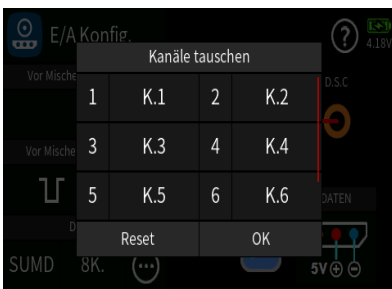 E/A Konfig.
4.18V
Kanäle tauschen
Vor Mische
D.S.C
1 K.1 2 K.2
3 K.3 4 K.4
Vor Mische
5 K.5 6 K.6
DATEN
D
Reset OK
SUMD 8K.
5V